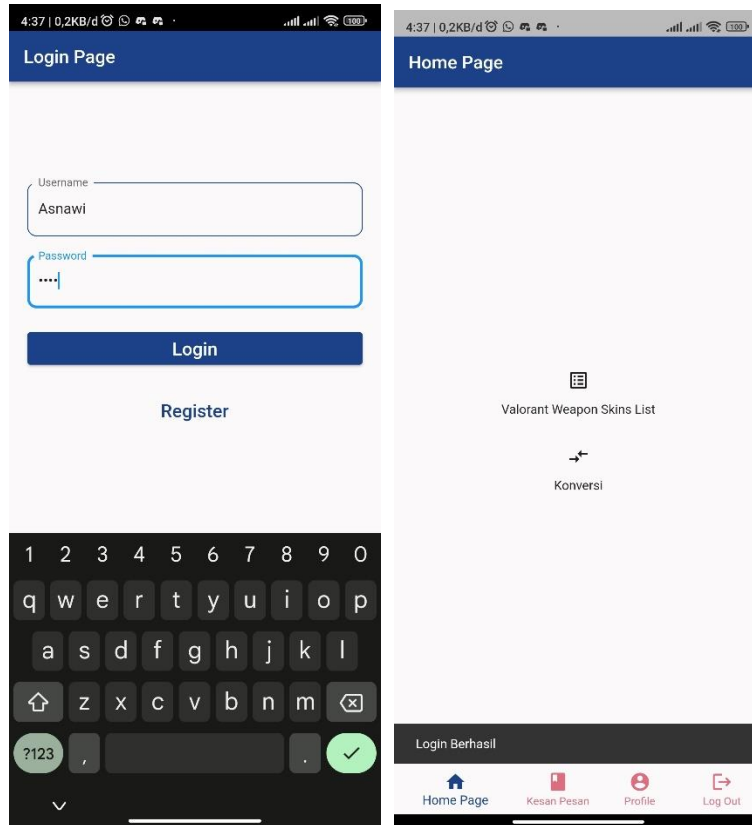 4:37 | 0,2KB/d
100
Login Page
Username
Asnawi
Password
••••
Login
Register
1 2 3 4 5 6 7 8 9 0
q w e r t y u i o p
a s d f g h j k l
z x c v b n m
?123 , .
4:37 | 0,2KB/d
100
Home Page
Valorant Weapon Skins List
Konversi
Login Berhasil
Home Page Kesan Pesan Profile Log Out